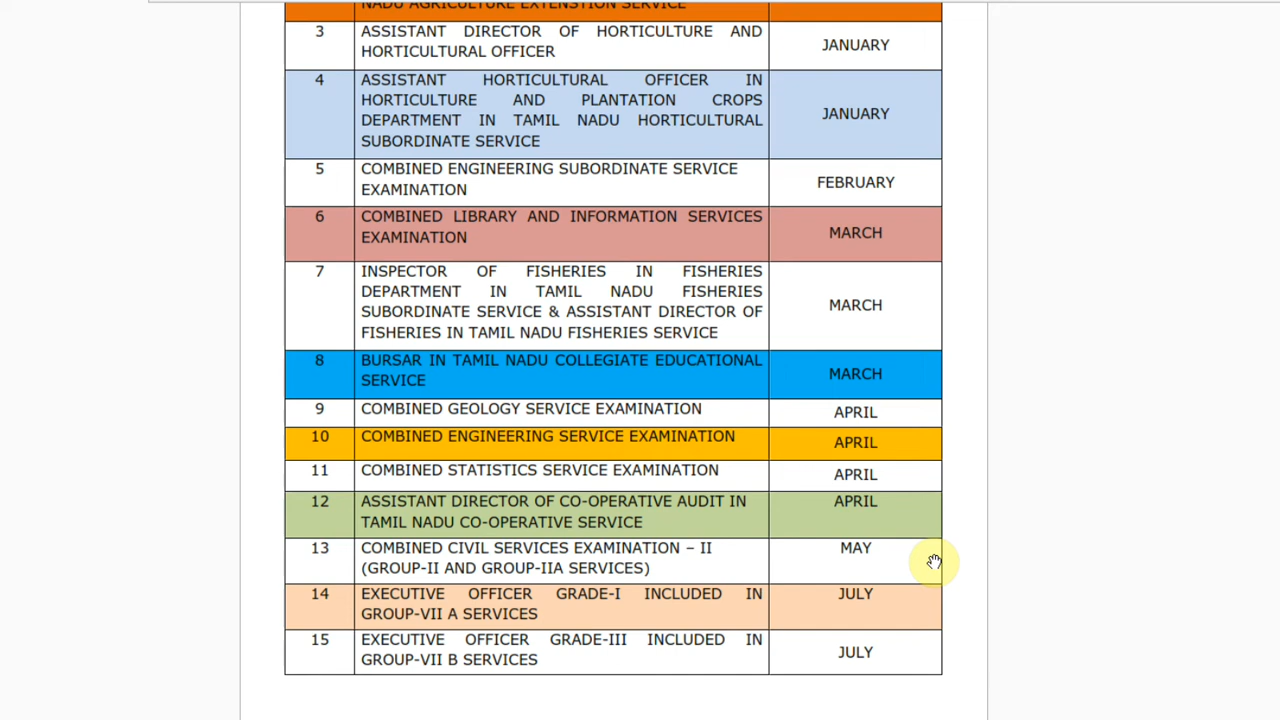 NADU AGRICULTURE EXTENSTION SERVICE
3 ASSISTANT DIRECTOR OF HORTICULTURE AND
HORTICULTURAL OFFICER
JANUARY
4 ASSISTANT HORTICULTURAL OFFICER IN
HORTICULTURE AND PLANTATION CROPS
DEPARTMENT IN TAMIL NADU HORTICULTURAL
SUBORDINATE SERVICE
JANUARY
5 COMBINED ENGINEERING SUBORDINATE SERVICE
EXAMINATION
FEBRUARY
6 COMBINED LIBRARY AND INFORMATION SERVICES
EXAMINATION
MARCH
7 INSPECTOR OF FISHERIES IN FISHERIES
DEPARTMENT IN TAMIL NADU FISHERIES
SUBORDINATE SERVICE & ASSISTANT DIRECTOR OF
FISHERIES IN TAMIL NADU FISHERIES SERVICE
MARCH
8 BURSAR IN TAMIL NADU COLLEGIATE EDUCATIONAL
SERVICE
MARCH
9 COMBINED GEOLOGY SERVICE EXAMINATION APRIL
10 COMBINED ENGINEERING SERVICE EXAMINATION APRIL
11 COMBINED STATISTICS SERVICE EXAMINATION APRIL
12 ASSISTANT DIRECTOR OF CO-OPERATIVE AUDIT IN APRIL
TAMIL NADU CO-OPERATIVE SERVICE
13 COMBINED CIVIL SERVICES EXAMINATION – II MAY
(GROUP-II AND GROUP-IIA SERVICES)
14 EXECUTIVE OFFICER GRADE-I INCLUDED IN JULY
GROUP-VII A SERVICES
15 EXECUTIVE OFFICER GRADE-III INCLUDED IN
GROUP-VII B SERVICES
JULY